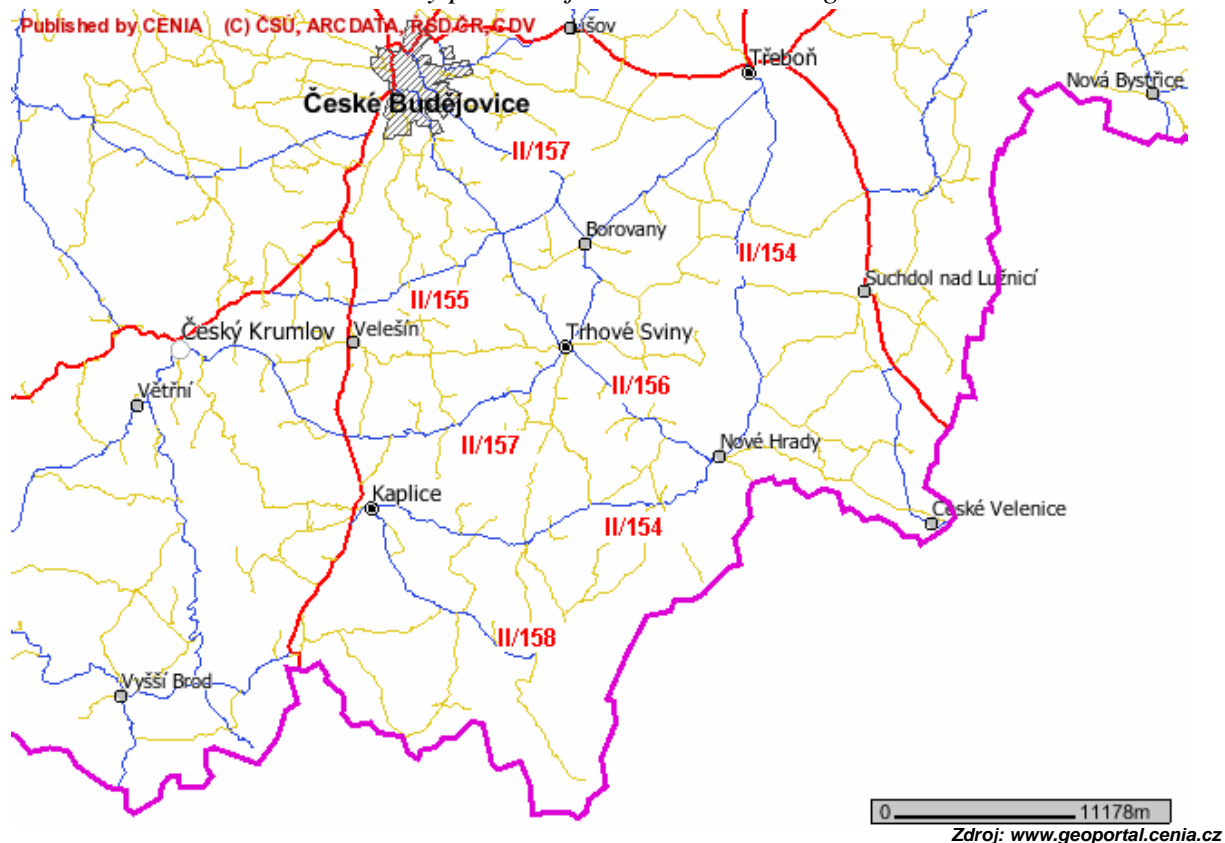 Published by CENIA (C) ČSÚ, ARCDATA, ŘSD ČR, CDV
Třeboň
Nová Bystřice
České Budějovice
II/157
Borovany
II/154
Suchdol nad Lužnicí
II/155
Český Krumlov
Velešín
Trhové Sviny
Větřní
II/156
II/157
Nové Hrady
Kaplice
České Velenice
II/154
II/158
Vyšší Brod
0 11178m
Zdroj: www.geoportal.cenia.cz